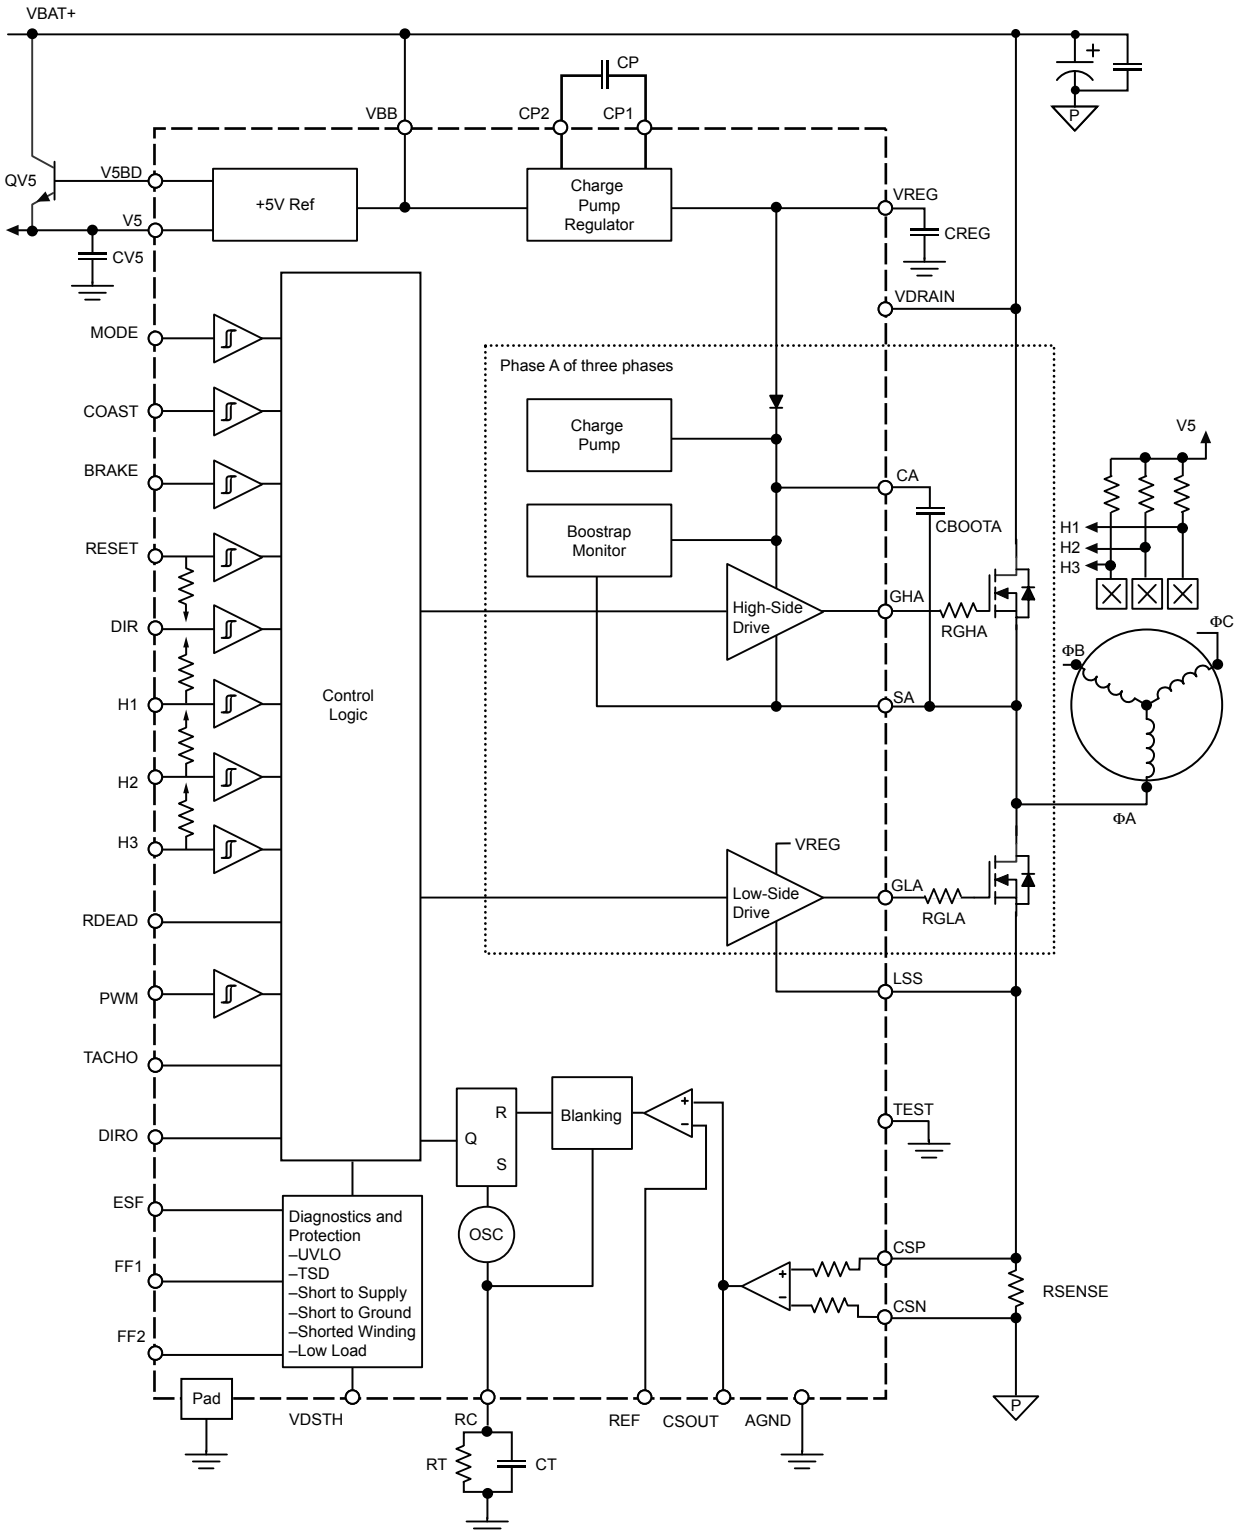 VBAT+
CP
VBB
CP2
CP1
+
P
QV5
V5BD
+5V Ref
Charge
Pump
Regulator
VREG
V5
CV5
CREG
VDRAIN
MODE
Phase A of three phases
COAST
Charge
Pump
V5
BRAKE
CA
Boostrap
Monitor
CBOOTA
H1
H2
H3
RESET
High-Side
Drive
GHA
RGHA
DIR
ΦC
ΦB
Control
Logic
H1
SA
H2
ΦA
H3
VREG
Low-Side
Drive
GLA
RGLA
RDEAD
LSS
PWM
TACHO
R
Q
S
Blanking
+
–
TEST
DIRO
ESF
Diagnostics and
Protection
–UVLO
–TSD
–Short to Supply
–Short to Ground
–Shorted Winding
–Low Load
OSC
CSP
+
–
FF1
RSENSE
CSN
FF2
Pad
VDSTH
RC
REF
CSOUT
AGND
P
RT
CT